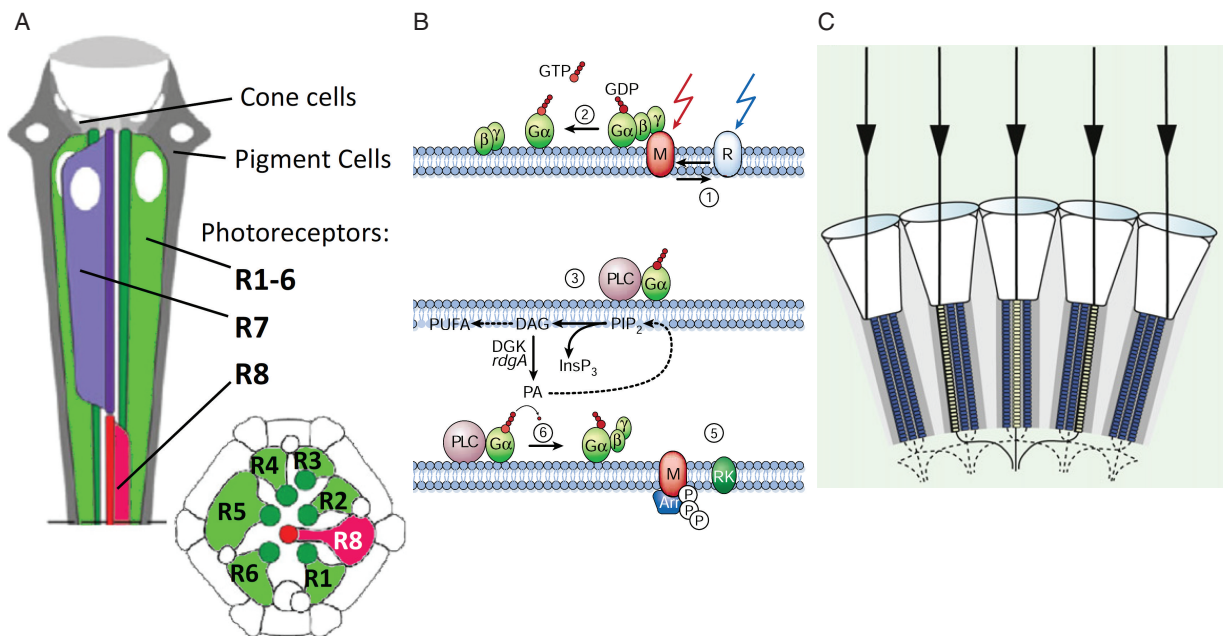 A
Cone cells
Pigment Cells
Photoreceptors:
R1-6
R7
R8
R4
R3
R5
R2
R8
R6
R1
B
GTP
GDP
β γ
Gα
②
Gα
β γ
M
R
①
③
PLC
Gα
PUFA
DAG
PIP₂
DGK
rdgA
InsP₃
PA
PLC
Gα
⑥
Gα
β γ
⑤
M
RK
Arr
P
P
P
C